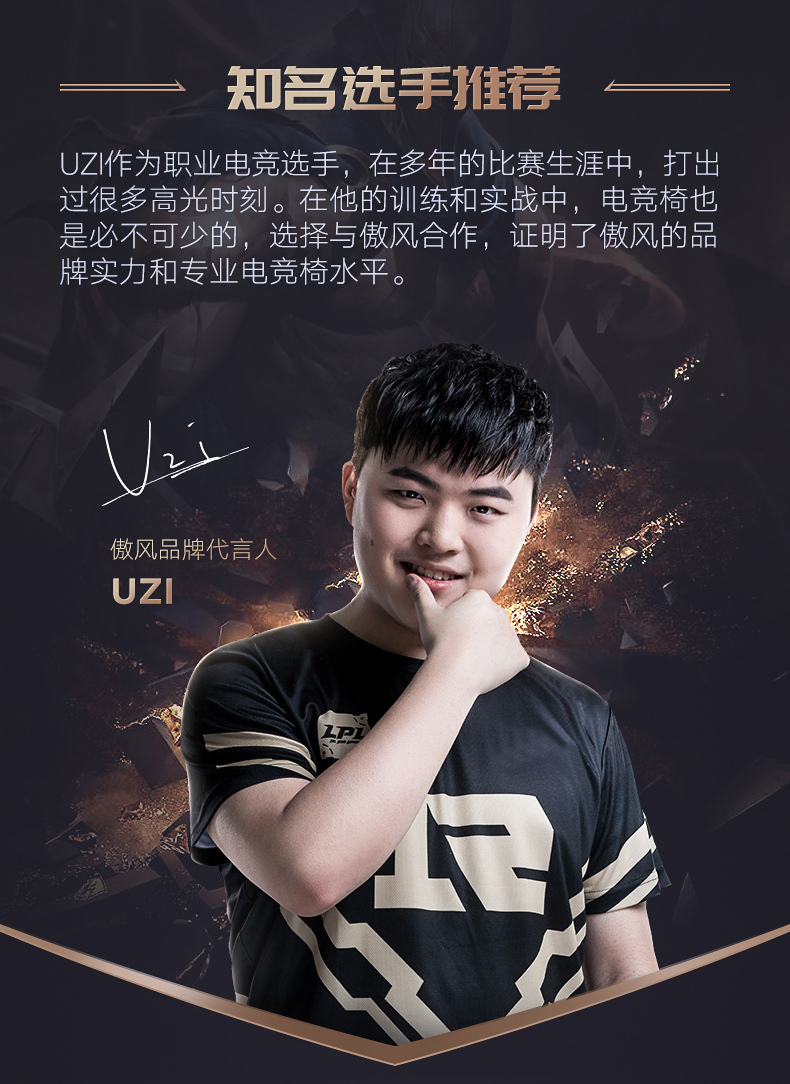 知名选手推荐
UZI作为职业电竞选手，在多年的比赛生涯中，打出
过很多高光时刻。在他的训练和实战中，电竞椅也
是必不可少的，选择与傲风合作，证明了傲风的品
牌实力和专业电竞椅水平。
Uzi
傲风品牌代言人
UZI
LPL